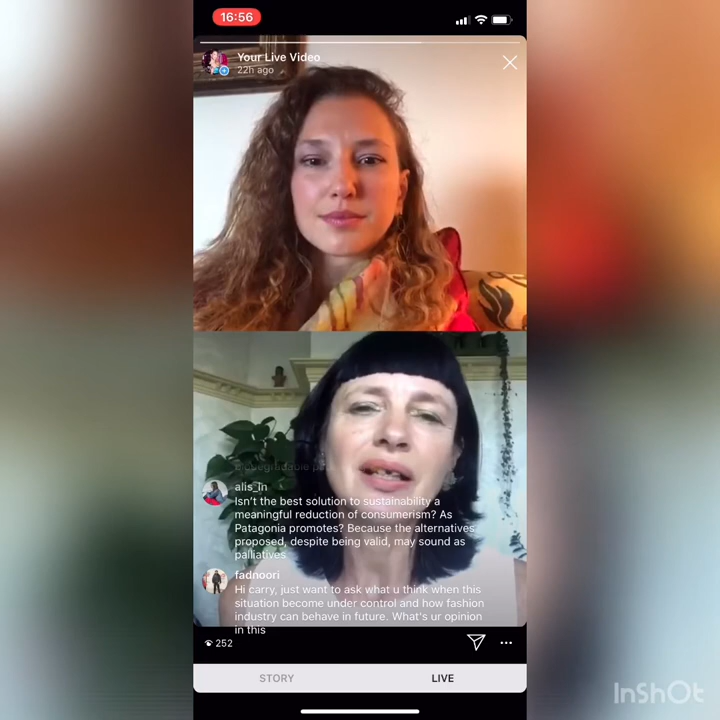 16:56
Your Live Video
22h ago
biodegradable
alis_in
Isn't the best solution to sustainability a
meaningful reduction of consumerism? As
Patagonia promotes? Because the alternatives
proposed, despite being valid, may sound as
palliatives
fadnoori
Hi carry, just want to ask what u think when this
situation become under control and how fashion
industry can behave in future. What's ur opinion
in this
252
STORY LIVE
InShOt